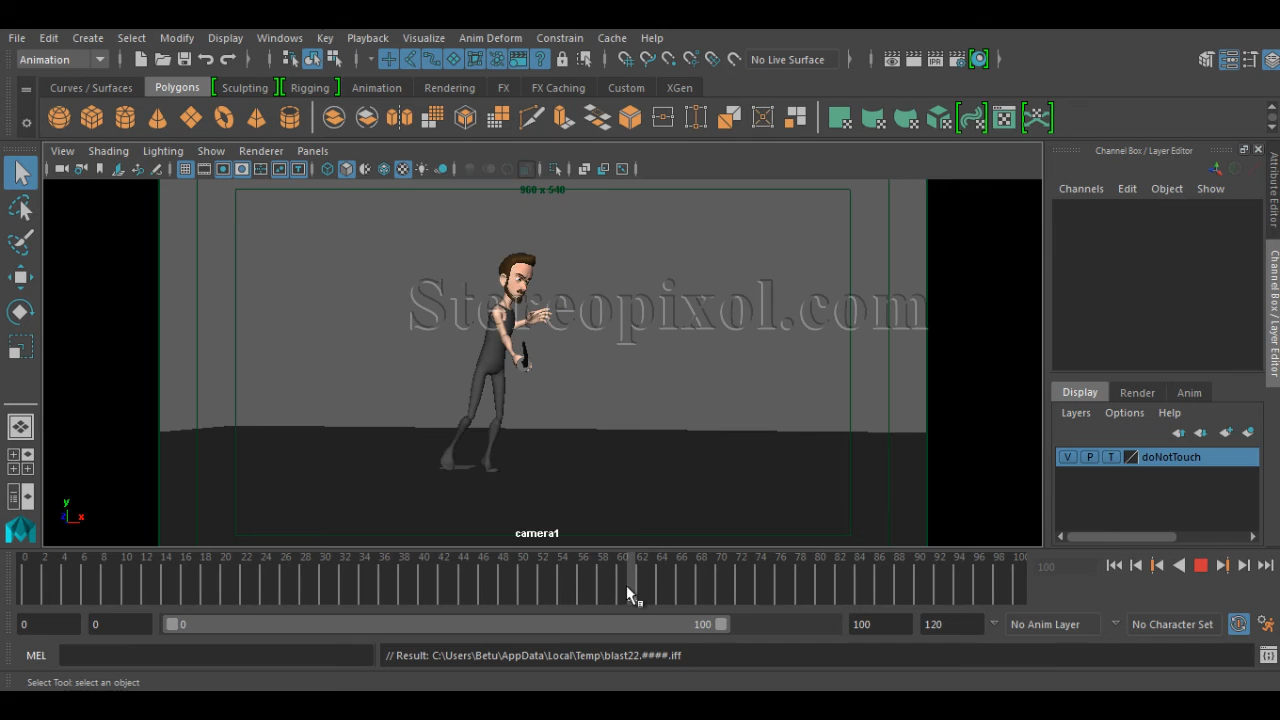 File Edit Create Select Modify Display Windows Key Playback Visualize Anim Deform Constrain Cache Help
Animation No Live Surface IPR
Curves / Surfaces Polygons Sculpting Rigging Animation Rendering FX FX Caching Custom XGen
View Shading Lighting Show Renderer Panels
Channel Box / Layer Editor
Channels Edit Object Show
Attribute Editor
Channel Box / Layer Editor
960 x 540
Stereopixol.com
camera1
y
z x
Display Render Anim
Layers Options Help
V P T doNotTouch
0 2 4 6 8 10 12 14 16 18 20 22 24 26 28 30 32 34 36 38 40 42 44 46 48 50 52 54 56 58 60 62 64 66 68 70 72 74 76 78 80 82 84 86 88 90 92 94 96 98 100
100
0 0 0 100 100 120 No Anim Layer No Character Set
MEL // Result: C:\Users\Betu\AppData\Local\Temp\blast22.####.iff
Select Tool: select an object